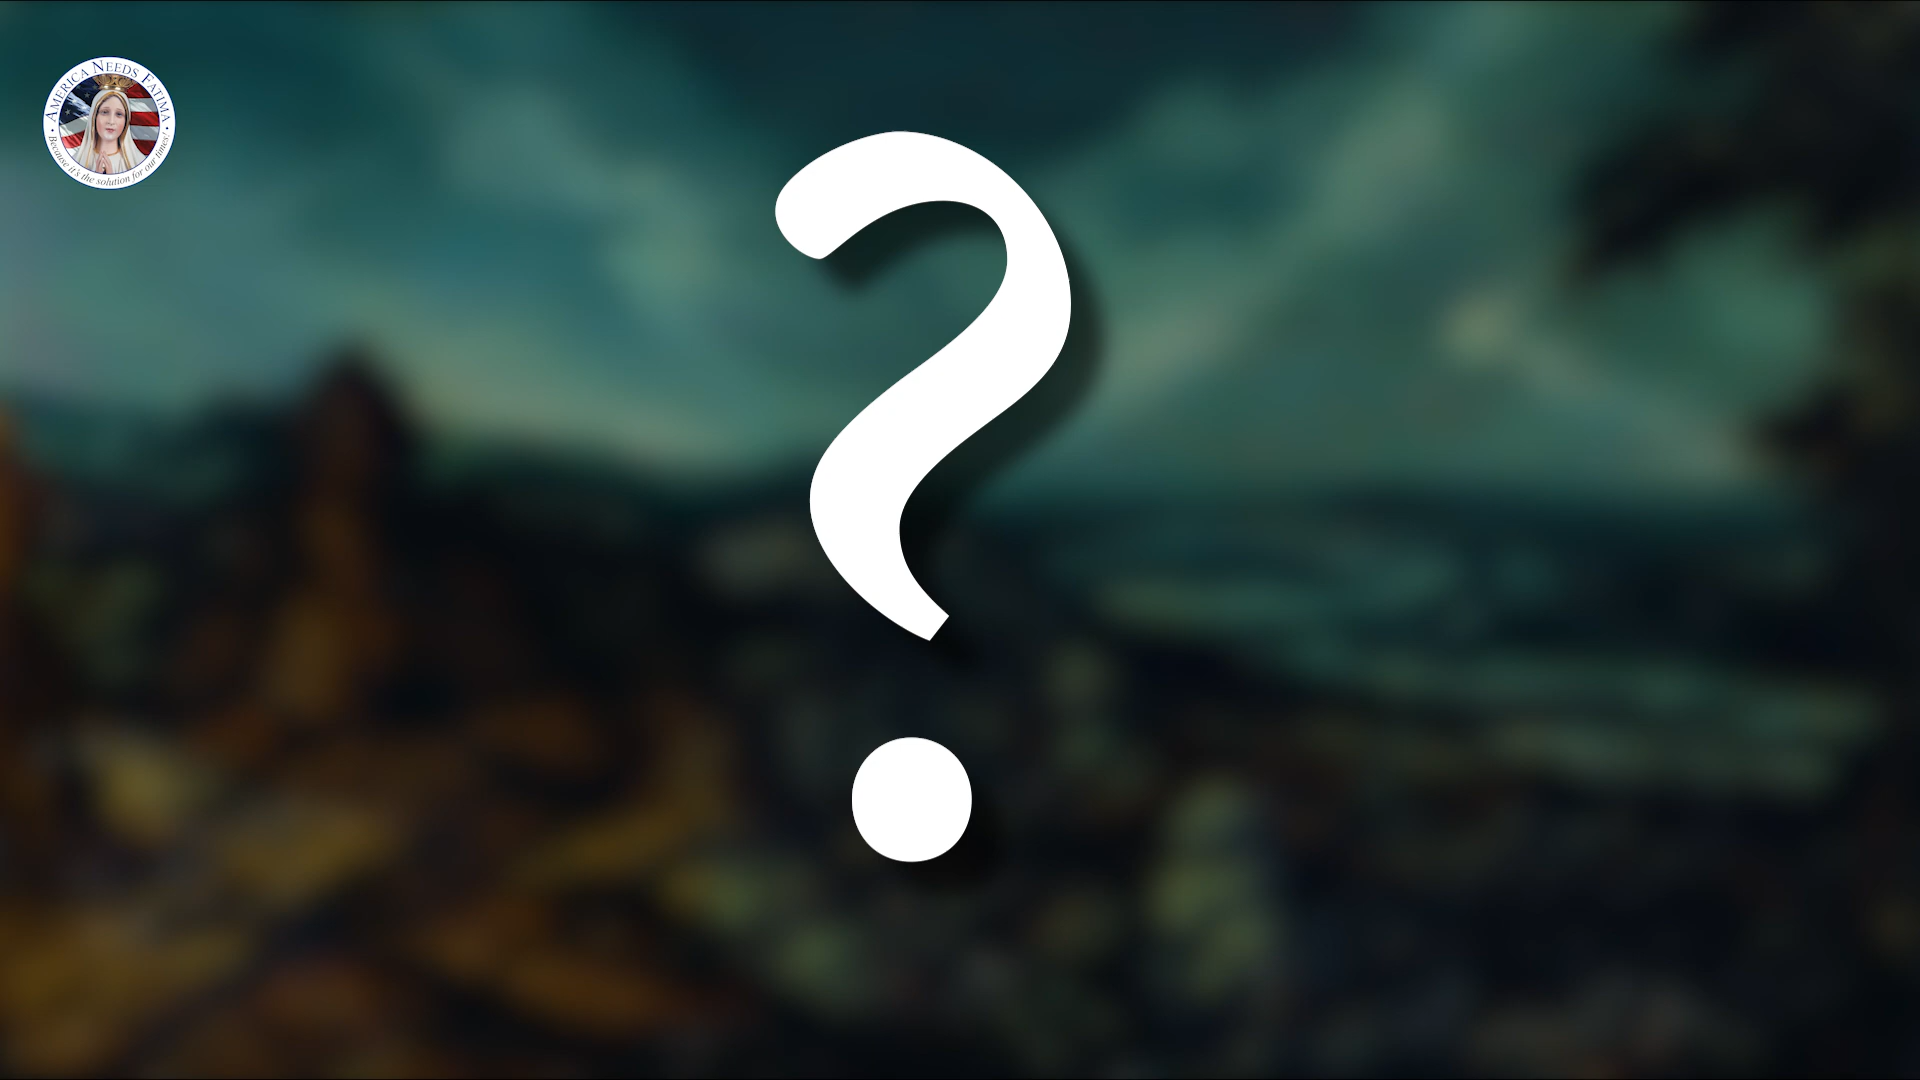 • AMERICA NEEDS FATIMA •
Because it's the solution for our times!
?